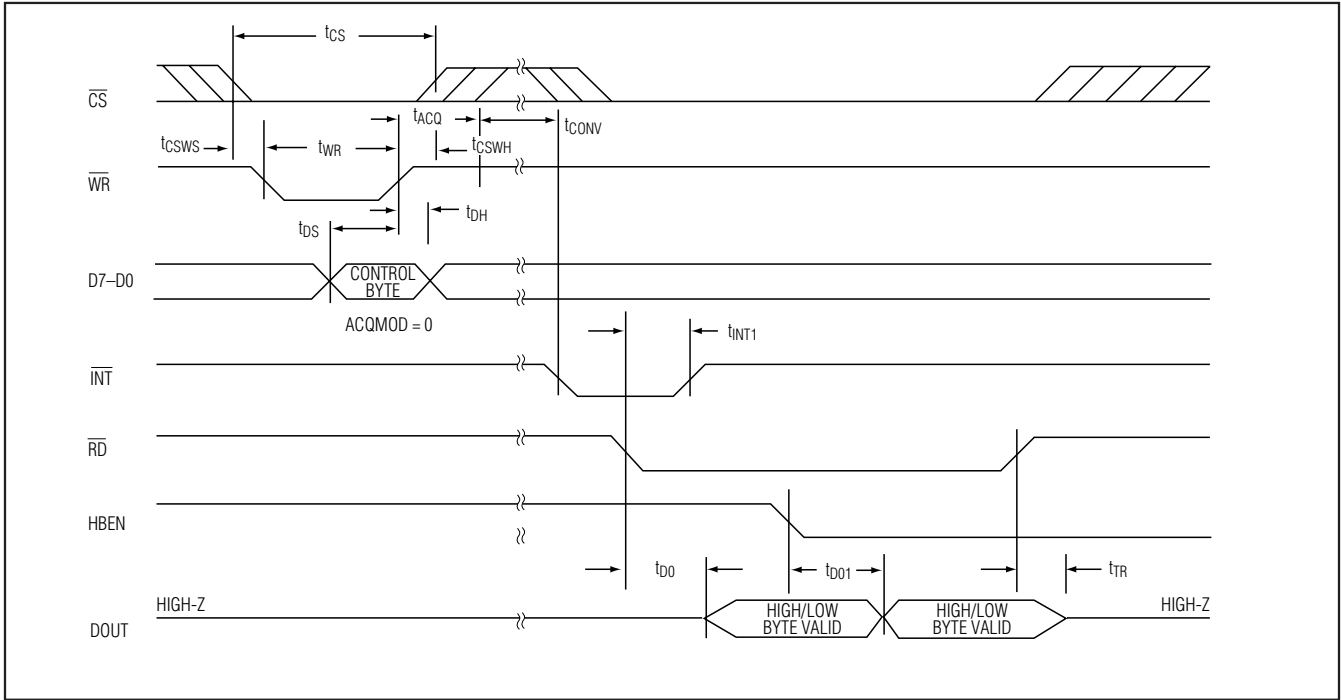 tCS
CS
tACQ
tCONV
tCSWS
tWR
tCSWH
WR
tDH
tDS
D7–D0
CONTROL
BYTE
ACQMOD = 0
tINT1
INT
RD
HBEN
tD0
tD01
tTR
HIGH-Z
HIGH/LOW
BYTE VALID
HIGH/LOW
BYTE VALID
HIGH-Z
DOUT